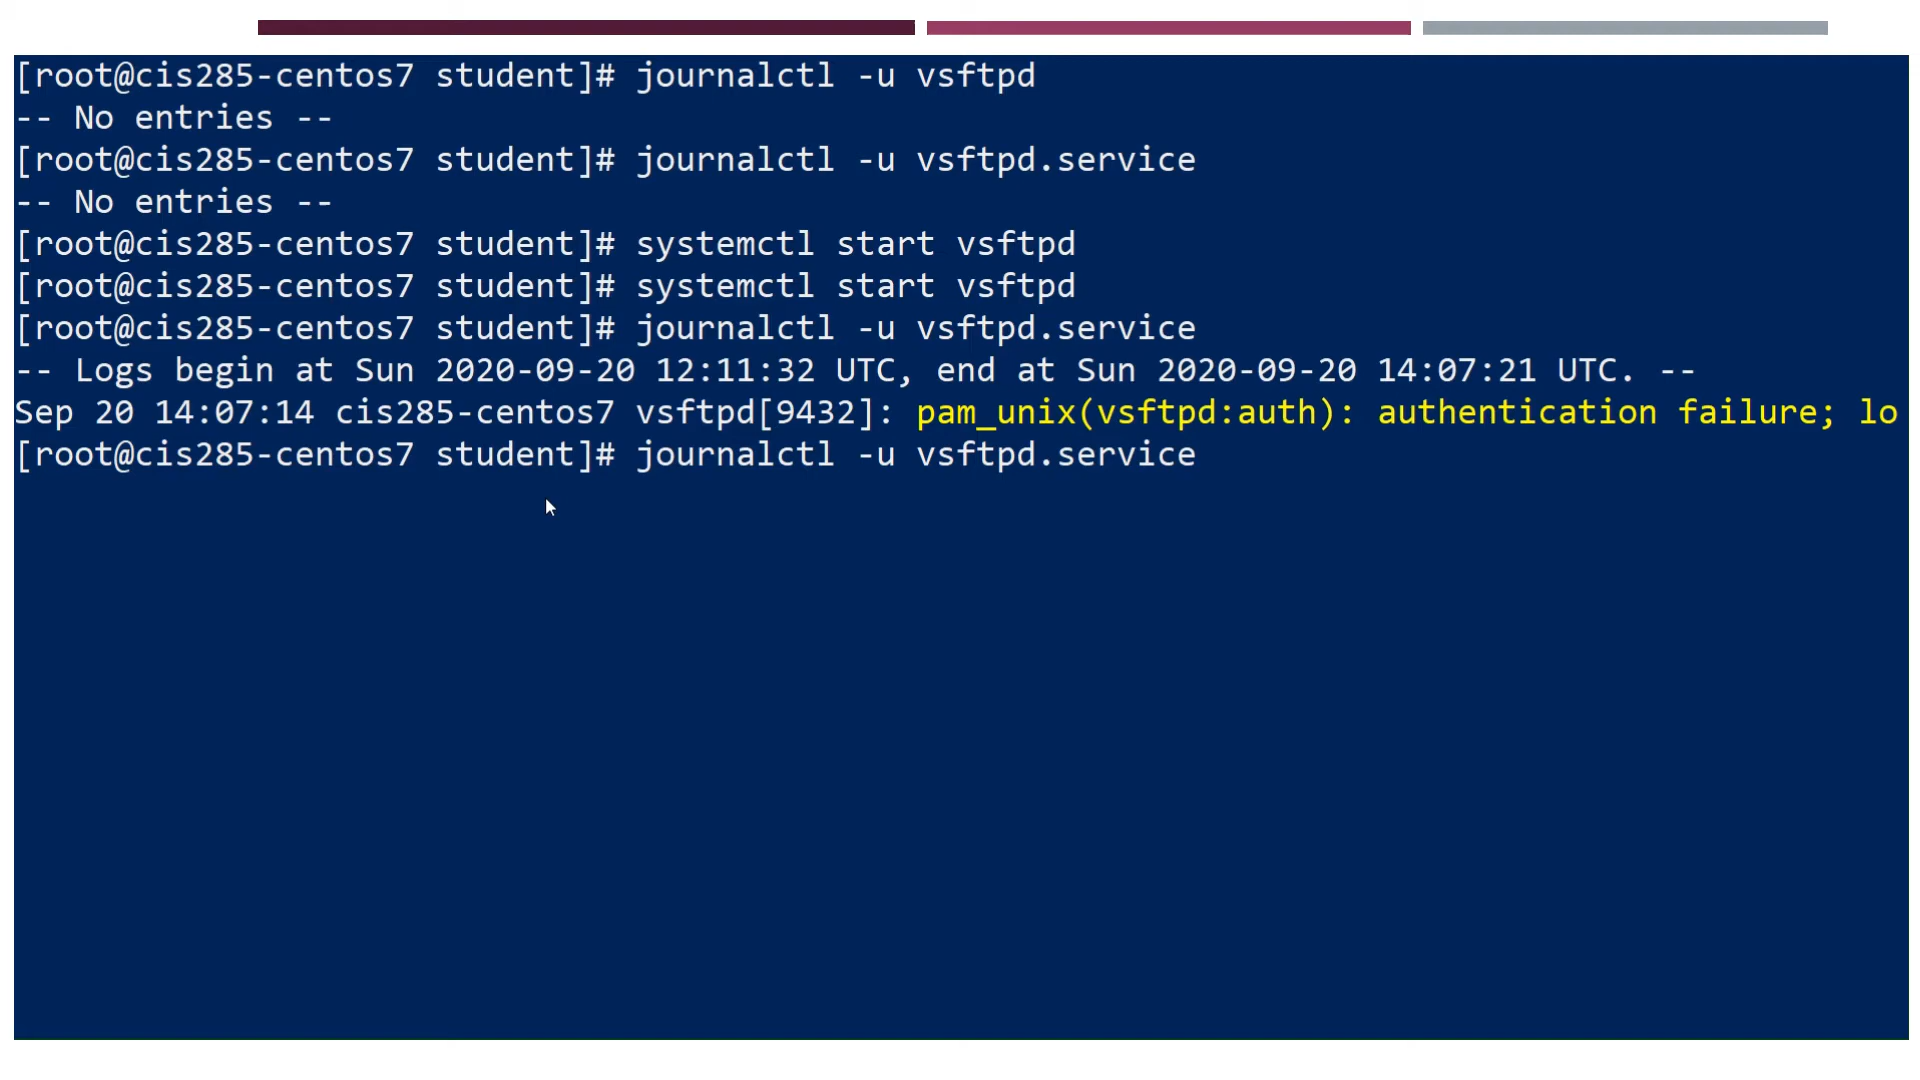 [root@cis285-centos7 student]# journalctl -u vsftpd
-- No entries --
[root@cis285-centos7 student]# journalctl -u vsftpd.service
-- No entries --
[root@cis285-centos7 student]# systemctl start vsftpd
[root@cis285-centos7 student]# systemctl start vsftpd
[root@cis285-centos7 student]# journalctl -u vsftpd.service
-- Logs begin at Sun 2020-09-20 12:11:32 UTC, end at Sun 2020-09-20 14:07:21 UTC. --
Sep 20 14:07:14 cis285-centos7 vsftpd[9432]: pam_unix(vsftpd:auth): authentication failure; lo
[root@cis285-centos7 student]# journalctl -u vsftpd.service